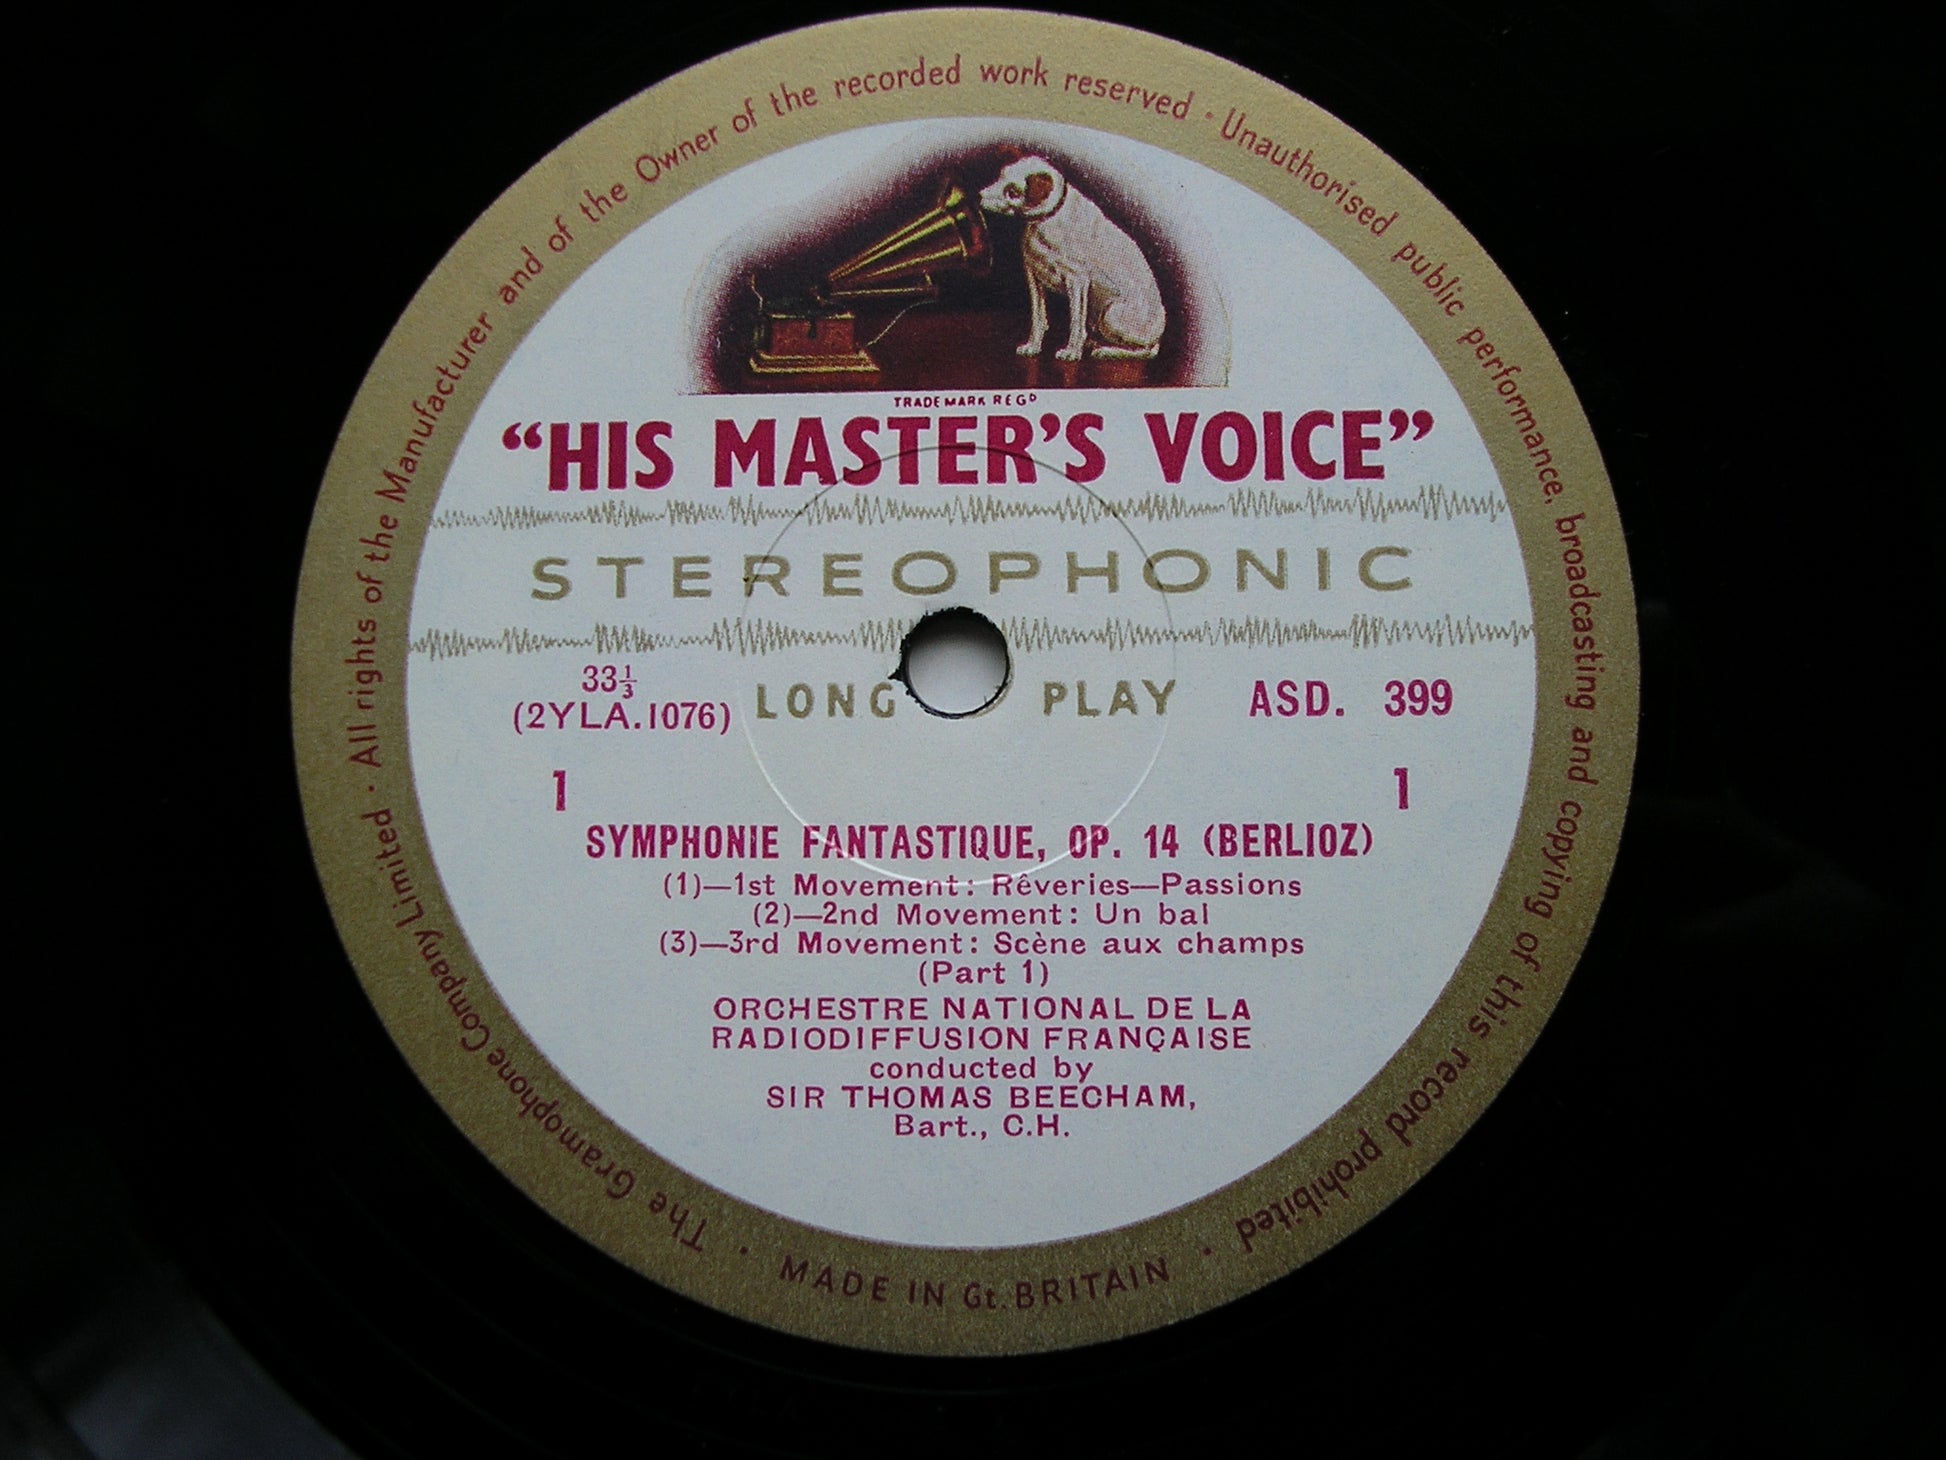 The Gramophone Company Limited · All rights of the Manufacturer and of the Owner of the recorded work reserved · Unauthorised public performance, broadcasting and copying of this record prohibited ·
TRADE MARK REGD
“HIS MASTER’S VOICE”
STEREOPHONIC
33⅓
(2YLA.1076)
LONG PLAY
ASD. 399
1 1
SYMPHONIE FANTASTIQUE, OP. 14 (BERLIOZ)
(1)—1st Movement: Rêveries—Passions
(2)—2nd Movement: Un bal
(3)—3rd Movement: Scène aux champs
(Part 1)
ORCHESTRE NATIONAL DE LA
RADIODIFFUSION FRANÇAISE
conducted by
SIR THOMAS BEECHAM,
Bart., C.H.
· MADE IN Gt. BRITAIN